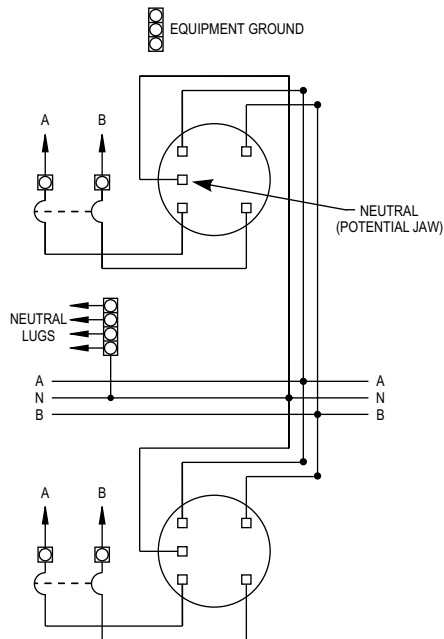 EQUIPMENT GROUND
A B
NEUTRAL
(POTENTIAL JAW)
NEUTRAL
LUGS
A A
N N
B B
A B